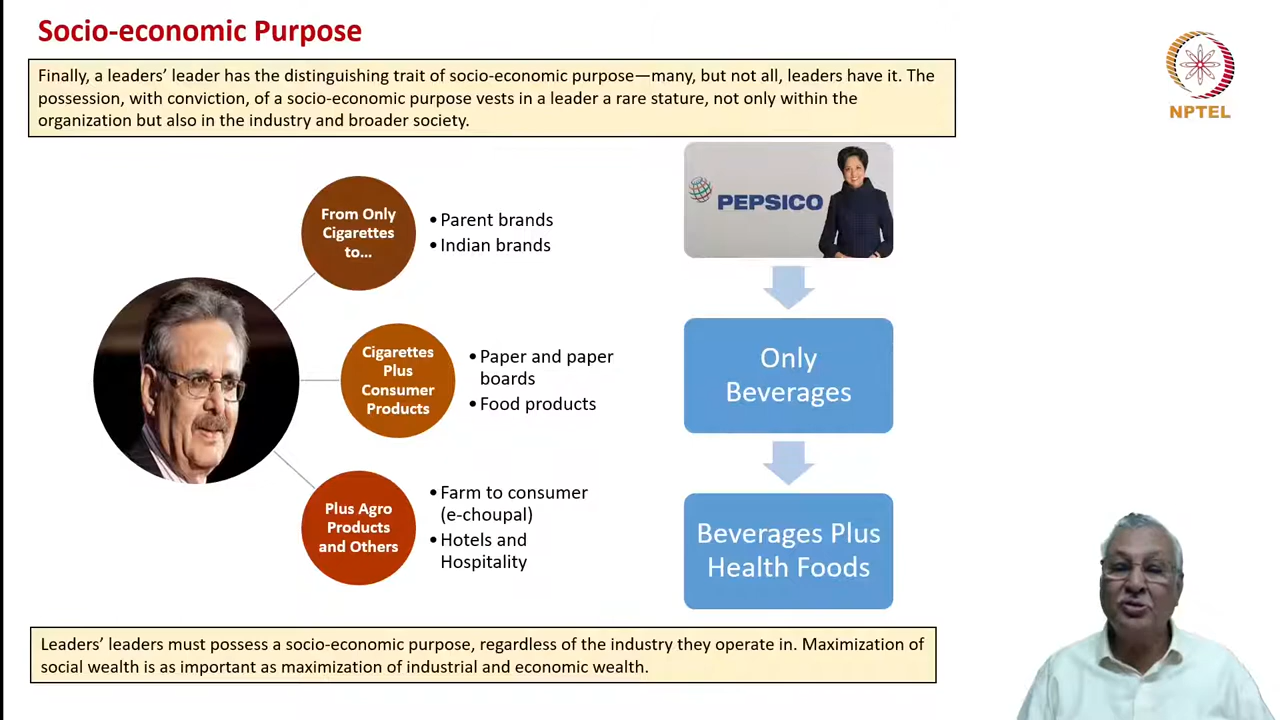 Socio-economic Purpose
Finally, a leaders’ leader has the distinguishing trait of socio-economic purpose—many, but not all, leaders have it. The
possession, with conviction, of a socio-economic purpose vests in a leader a rare stature, not only within the
organization but also in the industry and broader society.
NPTEL
From Only
Cigarettes
to...
• Parent brands
• Indian brands
Cigarettes
Plus
Consumer
Products
• Paper and paper
boards
• Food products
Plus Agro
Products
and Others
• Farm to consumer
(e-choupal)
• Hotels and
Hospitality
PEPSICO
Only
Beverages
Beverages Plus
Health Foods
Leaders’ leaders must possess a socio-economic purpose, regardless of the industry they operate in. Maximization of
social wealth is as important as maximization of industrial and economic wealth.